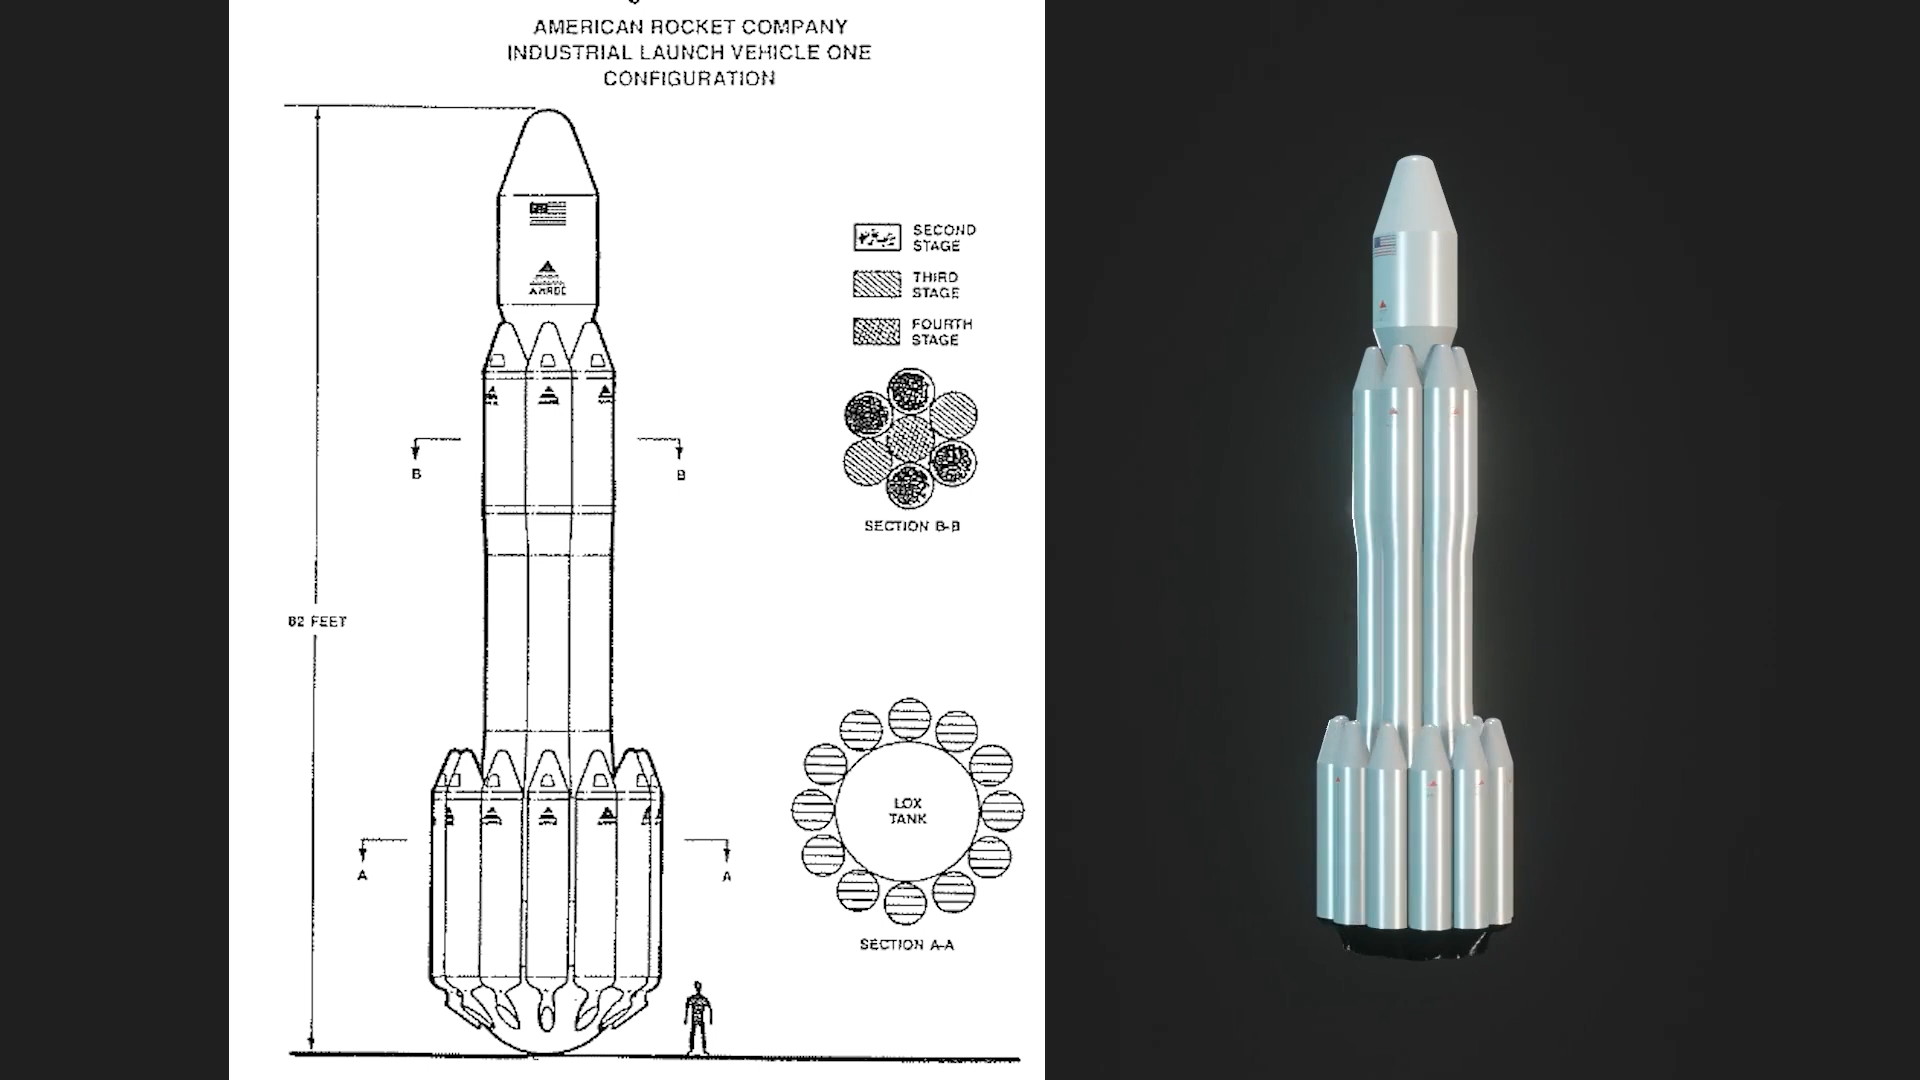 AMERICAN ROCKET COMPANY
INDUSTRIAL LAUNCH VEHICLE ONE
CONFIGURATION
SECOND
STAGE
THIRD
STAGE
AMROC
FOURTH
STAGE
B
B
SECTION B-B
82 FEET
LOX
TANK
A
A
SECTION A-A